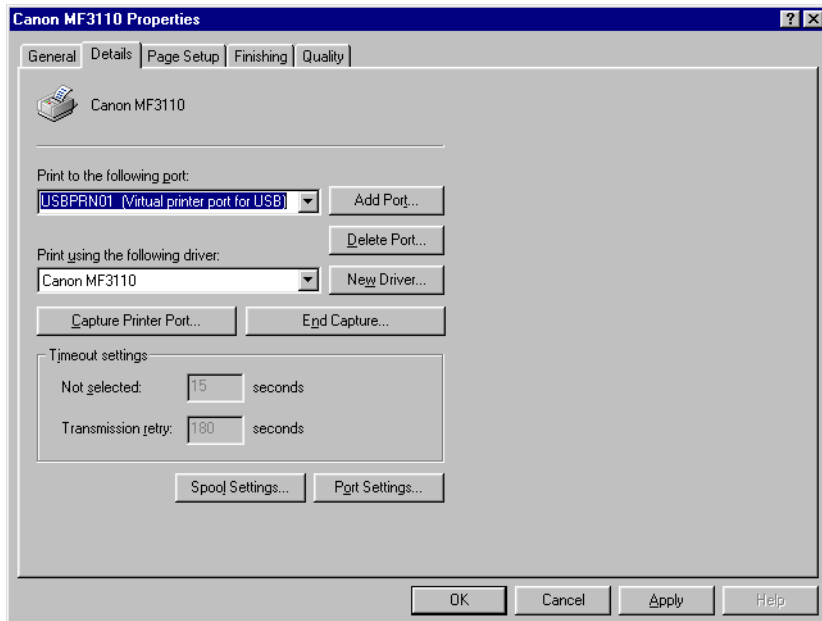 Canon MF3110 Properties
General Details Page Setup Finishing Quality
Canon MF3110
Print to the following port:
USBPRN01 (Virtual printer port for USB)
Add Port...
Delete Port...
Print using the following driver:
Canon MF3110
New Driver...
Capture Printer Port...
End Capture...
Timeout settings
Not selected: 15 seconds
Transmission retry: 180 seconds
Spool Settings...
Port Settings...
OK Cancel Apply Help